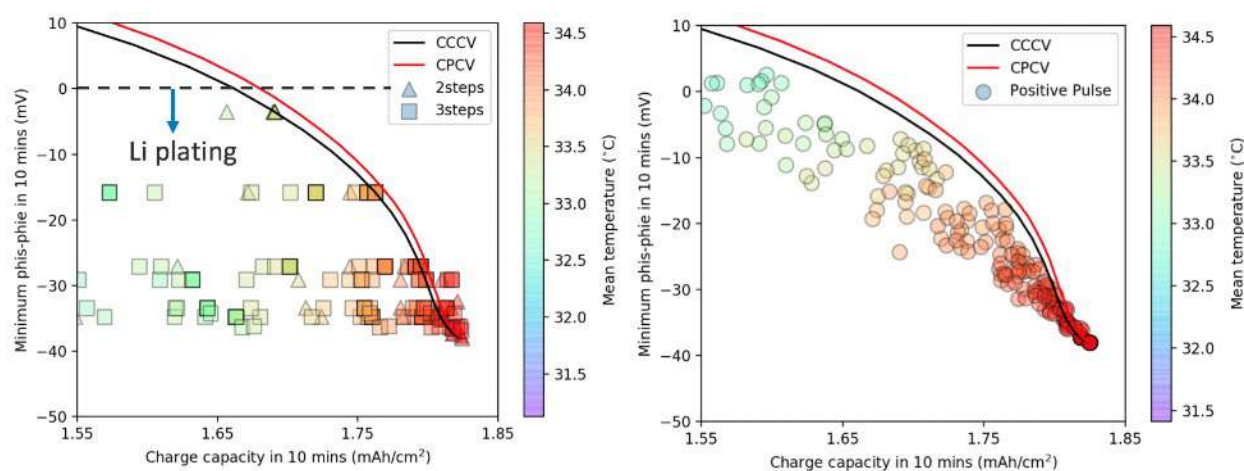 10
0
−10
−20
−30
−40
−50
Minimum phis-phie in 10 mins (mV)
1.55
1.65
1.75
1.85
Charge capacity in 10 mins (mAh/cm²)
CCCV
CPCV
2steps
3steps
Li plating
34.5
34.0
33.5
33.0
32.5
32.0
31.5
Mean temperature (°C)
10
0
−10
−20
−30
−40
−50
Minimum phis-phie in 10 mins (mV)
1.55
1.65
1.75
1.85
Charge capacity in 10 mins (mAh/cm²)
CCCV
CPCV
Positive Pulse
34.5
34.0
33.5
33.0
32.5
32.0
31.5
Mean temperature (°C)